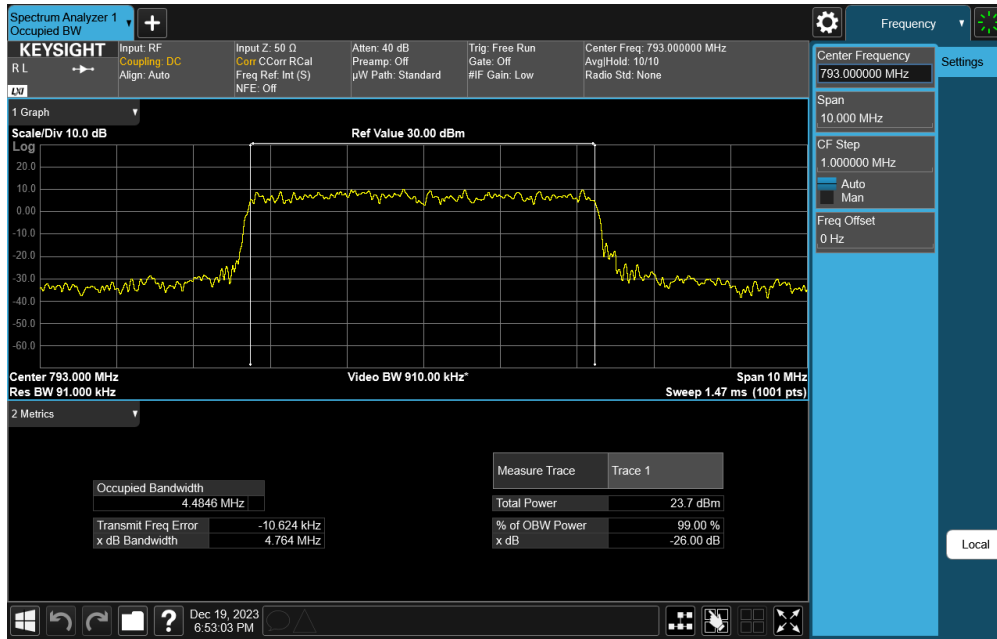 Spectrum Analyzer 1
Occupied BW
Frequency
KEYSIGHT
R L
LXI
Input: RF
Coupling: DC
Align: Auto
Input Z: 50 Ω
Corr CCorr RCal
Freq Ref: Int (S)
NFE: Off
Atten: 40 dB
Preamp: Off
µW Path: Standard
Trig: Free Run
Gate: Off
#IF Gain: Low
Center Freq: 793.000000 MHz
Avg|Hold: 10/10
Radio Std: None
Center Frequency
793.000000 MHz
Settings
Span
10.000 MHz
CF Step
1.000000 MHz
Auto
Man
Freq Offset
0 Hz
Local
1 Graph
Scale/Div 10.0 dB
Ref Value 30.00 dBm
Log
20.0
10.0
0.00
-10.0
-20.0
-30.0
-40.0
-50.0
-60.0
Center 793.000 MHz
Video BW 910.00 kHz*
Span 10 MHz
Res BW 91.000 kHz
Sweep 1.47 ms (1001 pts)
2 Metrics
Measure Trace Trace 1
Occupied Bandwidth
4.4846 MHz
Total Power 23.7 dBm
Transmit Freq Error -10.624 kHz
% of OBW Power 99.00 %
x dB Bandwidth 4.764 MHz
x dB -26.00 dB
?
Dec 19, 2023
6:53:03 PM